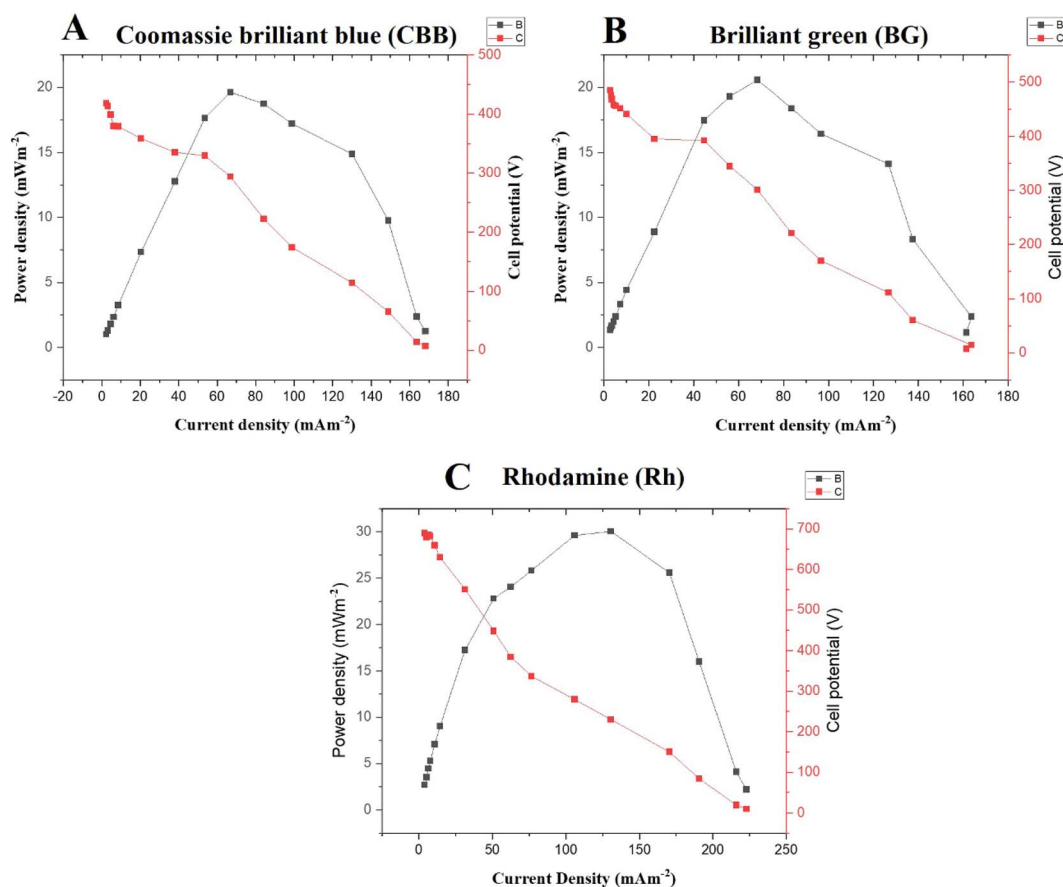 A
Coomassie brilliant blue (CBB)
B
C
20
15
10
5
0
Power density (mWm⁻²)
500
400
300
200
100
0
Cell potential (V)
-20 0 20 40 60 80 100 120 140 160 180
Current density (mAm⁻²)
B
Brilliant green (BG)
B
C
20
15
10
5
0
Power density (mWm⁻²)
500
400
300
200
100
0
Cell potential (V)
0 20 40 60 80 100 120 140 160
Current density (mAm⁻²)
C
Rhodamine (Rh)
B
C
30
25
20
15
10
5
0
Power density (mWm⁻²)
700
600
500
400
300
200
100
0
Cell potential (V)
0 50 100 150 200 250
Current Density (mAm⁻²)